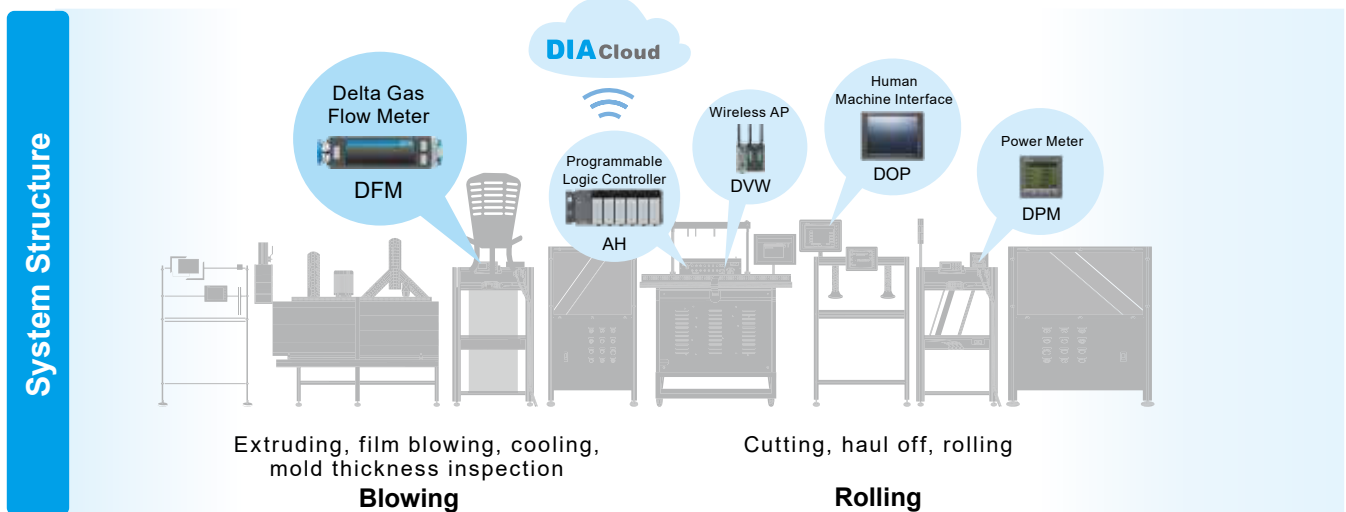 System Structure
DIACloud
Delta Gas
Flow Meter
DFM
Programmable
Logic Controller
AH
Wireless AP
DVW
Human
Machine Interface
DOP
Power Meter
DPM
Extruding, film blowing, cooling,
mold thickness inspection
Blowing
Cutting, haul off, rolling
Rolling